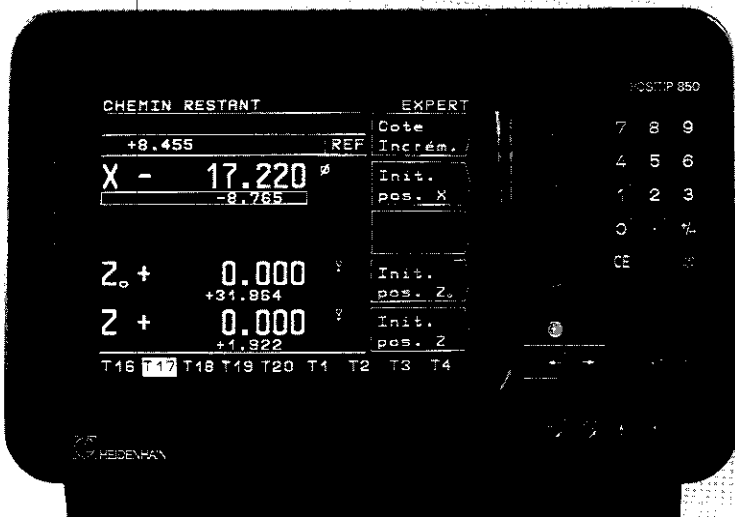 POSITIP 850
CHEMIN RESTANT
EXPERT
Cote
Incrém.
+8.455 REF
X - 17.220 ø
-8.765
Init.
pos. X
Z₀ + 0.000
+31.964
Init.
pos. Z₀
Z + 0.000
+1.922
Init.
pos. Z
T16 T17 T18 T19 T20 T1 T2 T3 T4
7 8 9
4 5 6
1 2 3
0 · +/-
CE
HEIDENHAIN